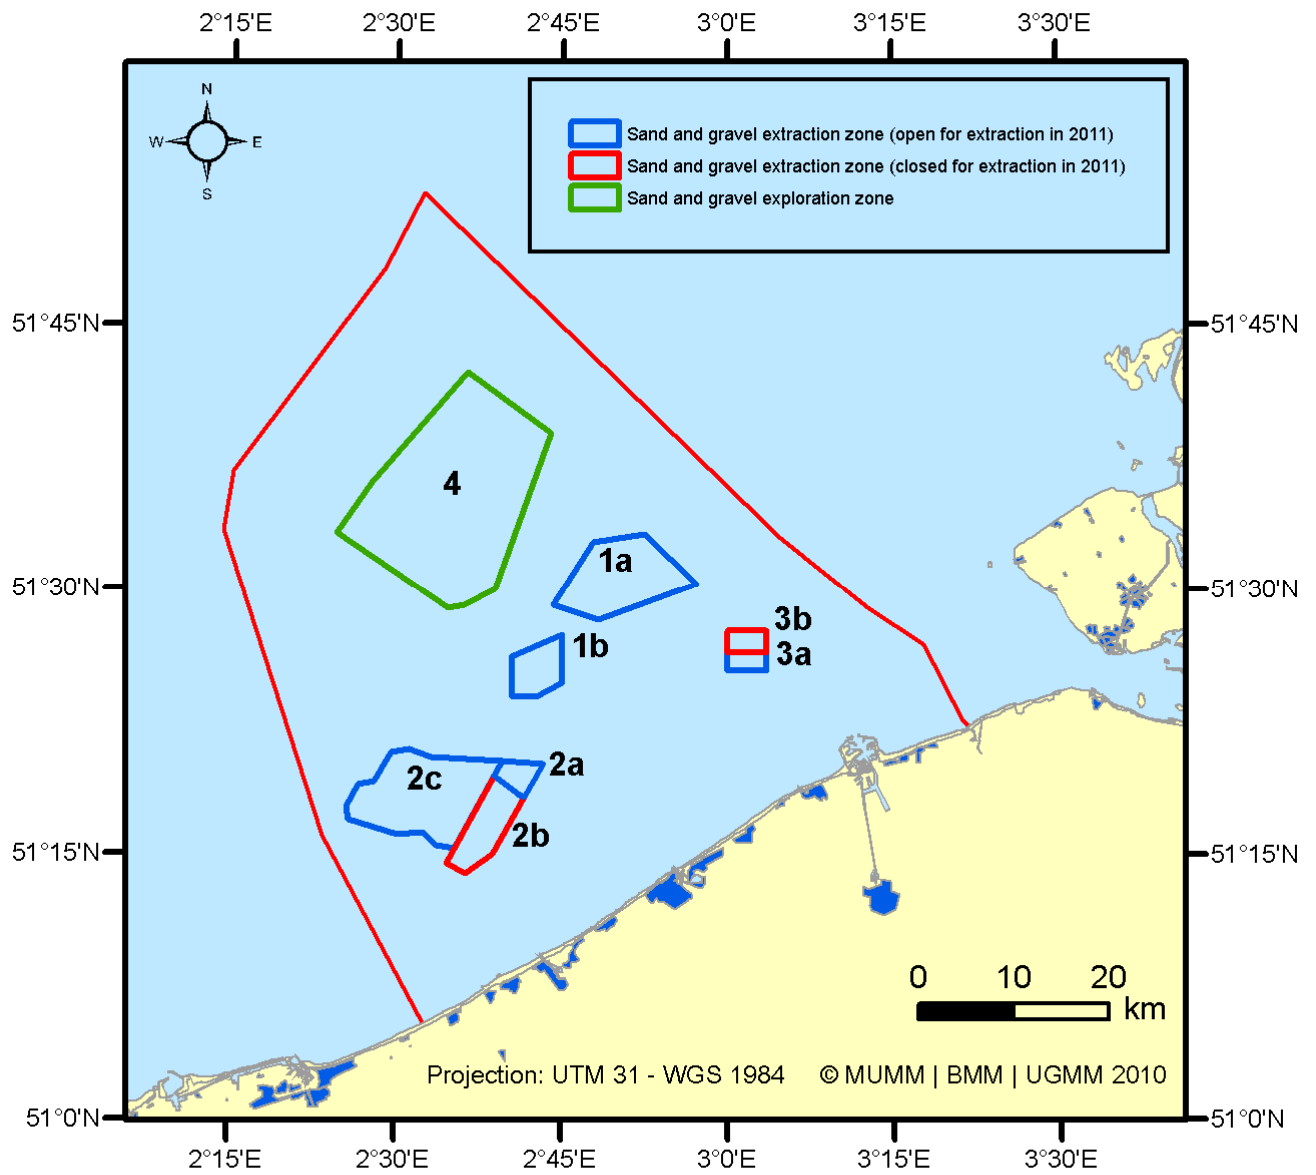 2°15'E 2°30'E 2°45'E 3°0'E 3°15'E 3°30'E
N
W E
S
Sand and gravel extraction zone (open for extraction in 2011)
Sand and gravel extraction zone (closed for extraction in 2011)
Sand and gravel exploration zone
51°45'N 51°45'N
4
1a
51°30'N 51°30'N
3b
1b
3a
2a
2c
2b
51°15'N 51°15'N
0 10 20
km
Projection: UTM 31 - WGS 1984 © MUMM | BMM | UGMM 2010
51°0'N 51°0'N
2°15'E 2°30'E 2°45'E 3°0'E 3°15'E 3°30'E